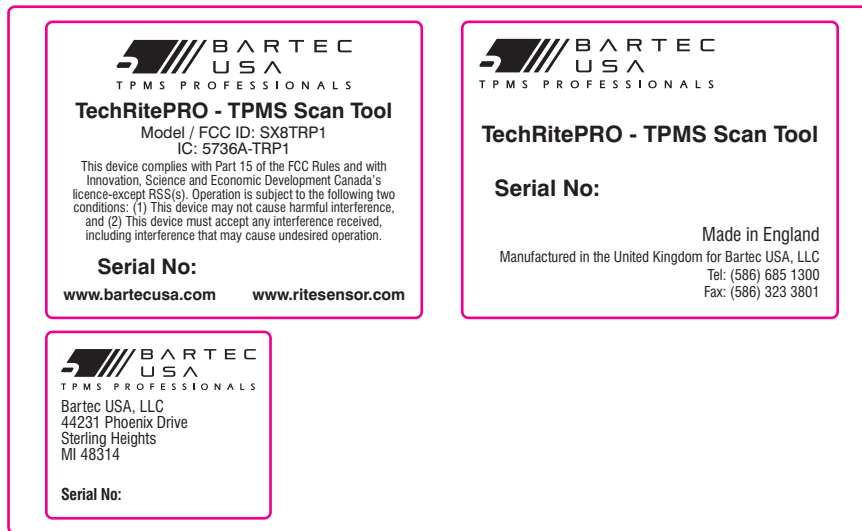 BARTEC
USA
TPMS PROFESSIONALS
TechRitePRO - TPMS Scan Tool
Model / FCC ID: SX8TRP1
IC: 5736A-TRP1
This device complies with Part 15 of the FCC Rules and with
Innovation, Science and Economic Development Canada's
licence-except RSS(s). Operation is subject to the following two
conditions: (1) This device may not cause harmful interference,
and (2) This device must accept any interference received,
including interference that may cause undesired operation.
Serial No:
www.bartecusa.com www.ritesensor.com
BARTEC
USA
TPMS PROFESSIONALS
TechRitePRO - TPMS Scan Tool
Serial No:
Made in England
Manufactured in the United Kingdom for Bartec USA, LLC
Tel: (586) 685 1300
Fax: (586) 323 3801
BARTEC
USA
TPMS PROFESSIONALS
Bartec USA, LLC
44231 Phoenix Drive
Sterling Heights
MI 48314
Serial No: